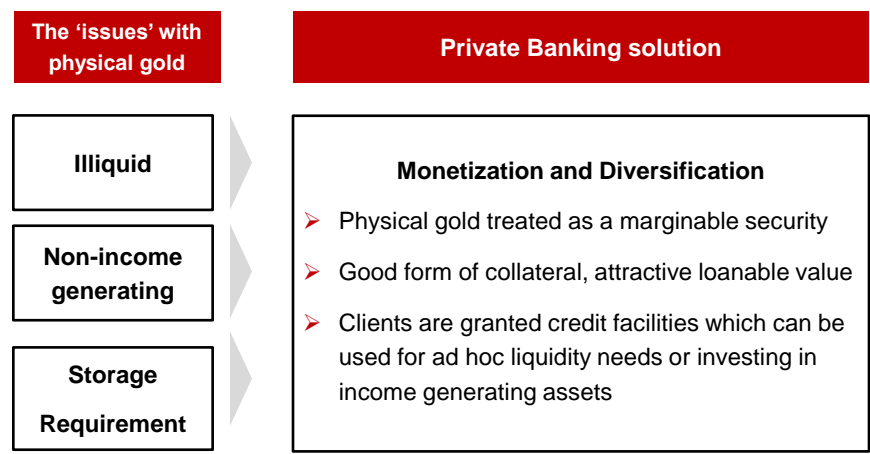 The ‘issues’ with
physical gold
Private Banking solution
Illiquid
Non-income
generating
Storage
Requirement
Monetization and Diversification
Physical gold treated as a marginable security
Good form of collateral, attractive loanable value
Clients are granted credit facilities which can be
used for ad hoc liquidity needs or investing in
income generating assets